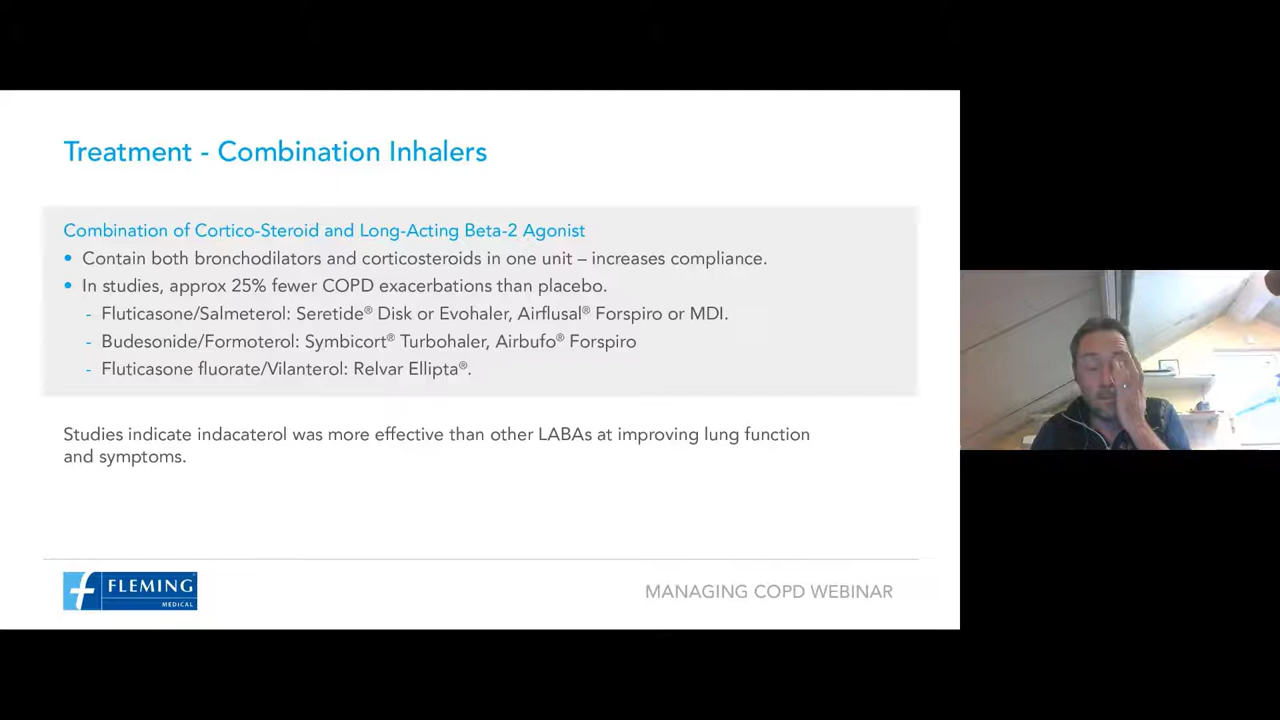 Treatment - Combination Inhalers
Combination of Cortico-Steroid and Long-Acting Beta-2 Agonist
• Contain both bronchodilators and corticosteroids in one unit – increases compliance.
• In studies, approx 25% fewer COPD exacerbations than placebo.
- Fluticasone/Salmeterol: Seretide® Disk or Evohaler, Airflusal® Forspiro or MDI.
- Budesonide/Formoterol: Symbicort® Turbohaler, Airbufo® Forspiro
- Fluticasone fluorate/Vilanterol: Relvar Ellipta®.
Studies indicate indacaterol was more effective than other LABAs at improving lung function
and symptoms.
FLEMING
MEDICAL
MANAGING COPD WEBINAR